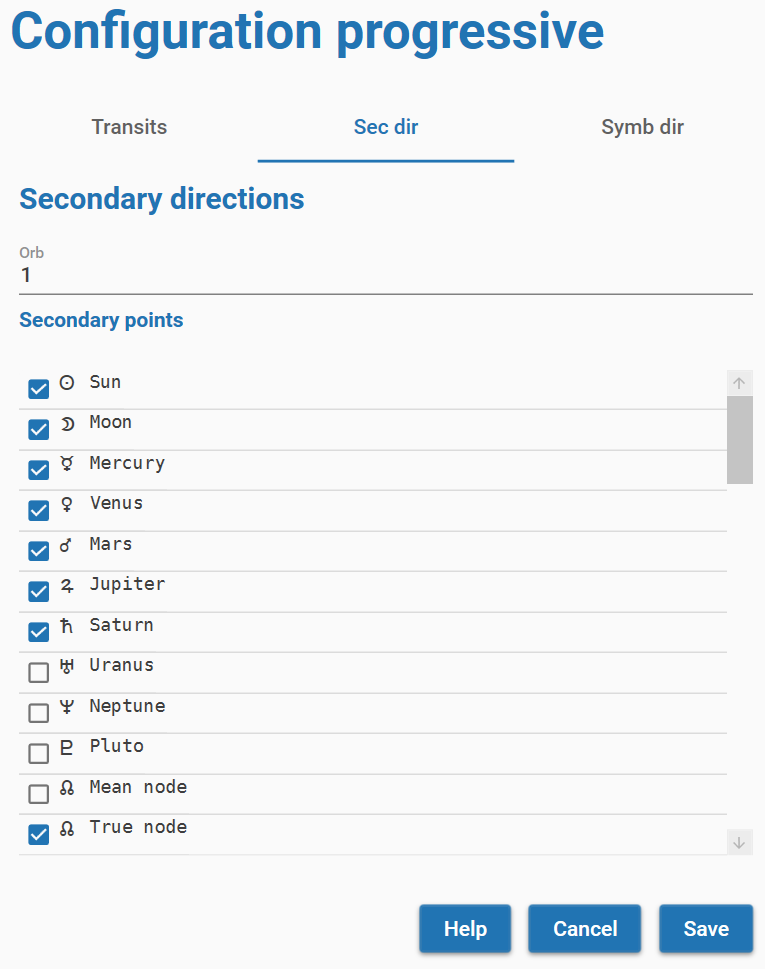 Configuration progressive
Transits Sec dir Symb dir
Secondary directions
Orb
1
Secondary points
☉ Sun
☽ Moon
☿ Mercury
♀ Venus
♂ Mars
♃ Jupiter
♄ Saturn
♅ Uranus
♆ Neptune
♇ Pluto
☊ Mean node
☊ True node
Help Cancel Save